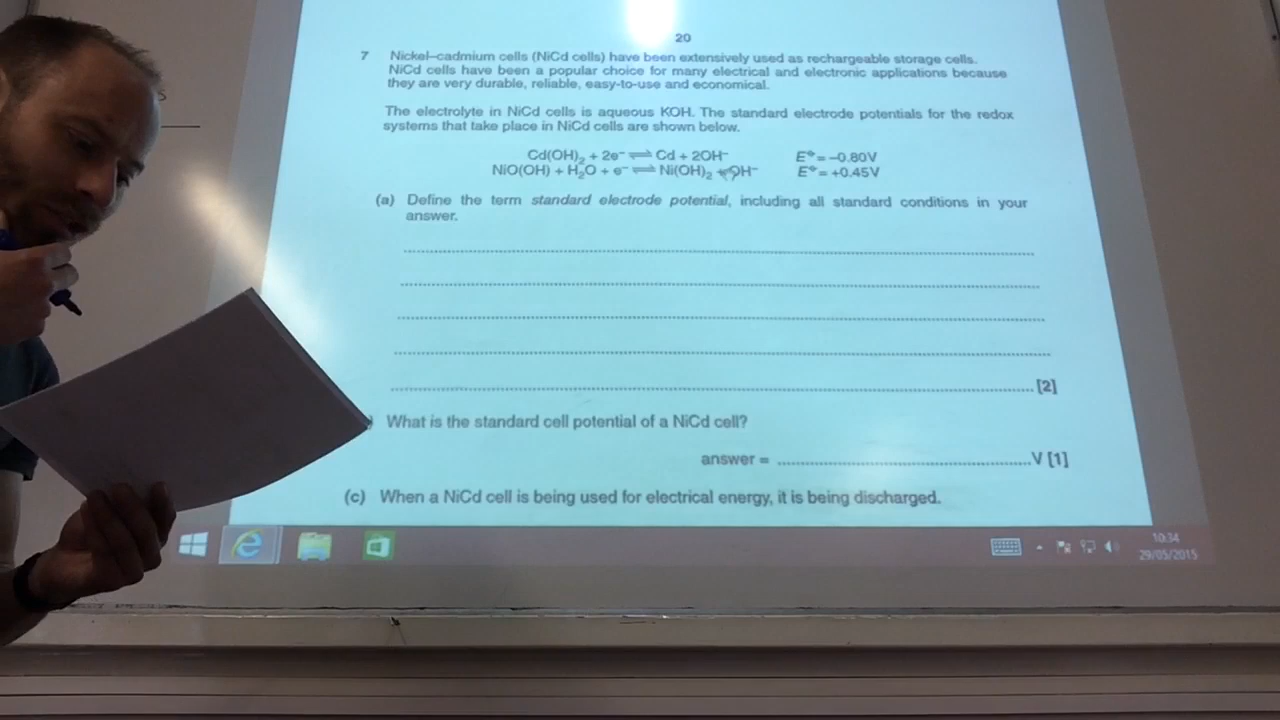 20
7 Nickel–cadmium cells (NiCd cells) have been extensively used as rechargeable storage cells.
NiCd cells have been a popular choice for many electrical and electronic applications because
they are very durable, reliable, easy-to-use and economical.
The electrolyte in NiCd cells is aqueous KOH. The standard electrode potentials for the redox
systems that take place in NiCd cells are shown below.
Cd(OH)₂ + 2e⁻ ⇌ Cd + 2OH⁻ E⦵ = –0.80V
NiO(OH) + H₂O + e⁻ ⇌ Ni(OH)₂ + OH⁻ E⦵ = +0.45V
(a) Define the term standard electrode potential, including all standard conditions in your
answer.
[2]
) What is the standard cell potential of a NiCd cell?
answer = V [1]
(c) When a NiCd cell is being used for electrical energy, it is being discharged.
10:34
29/05/2015